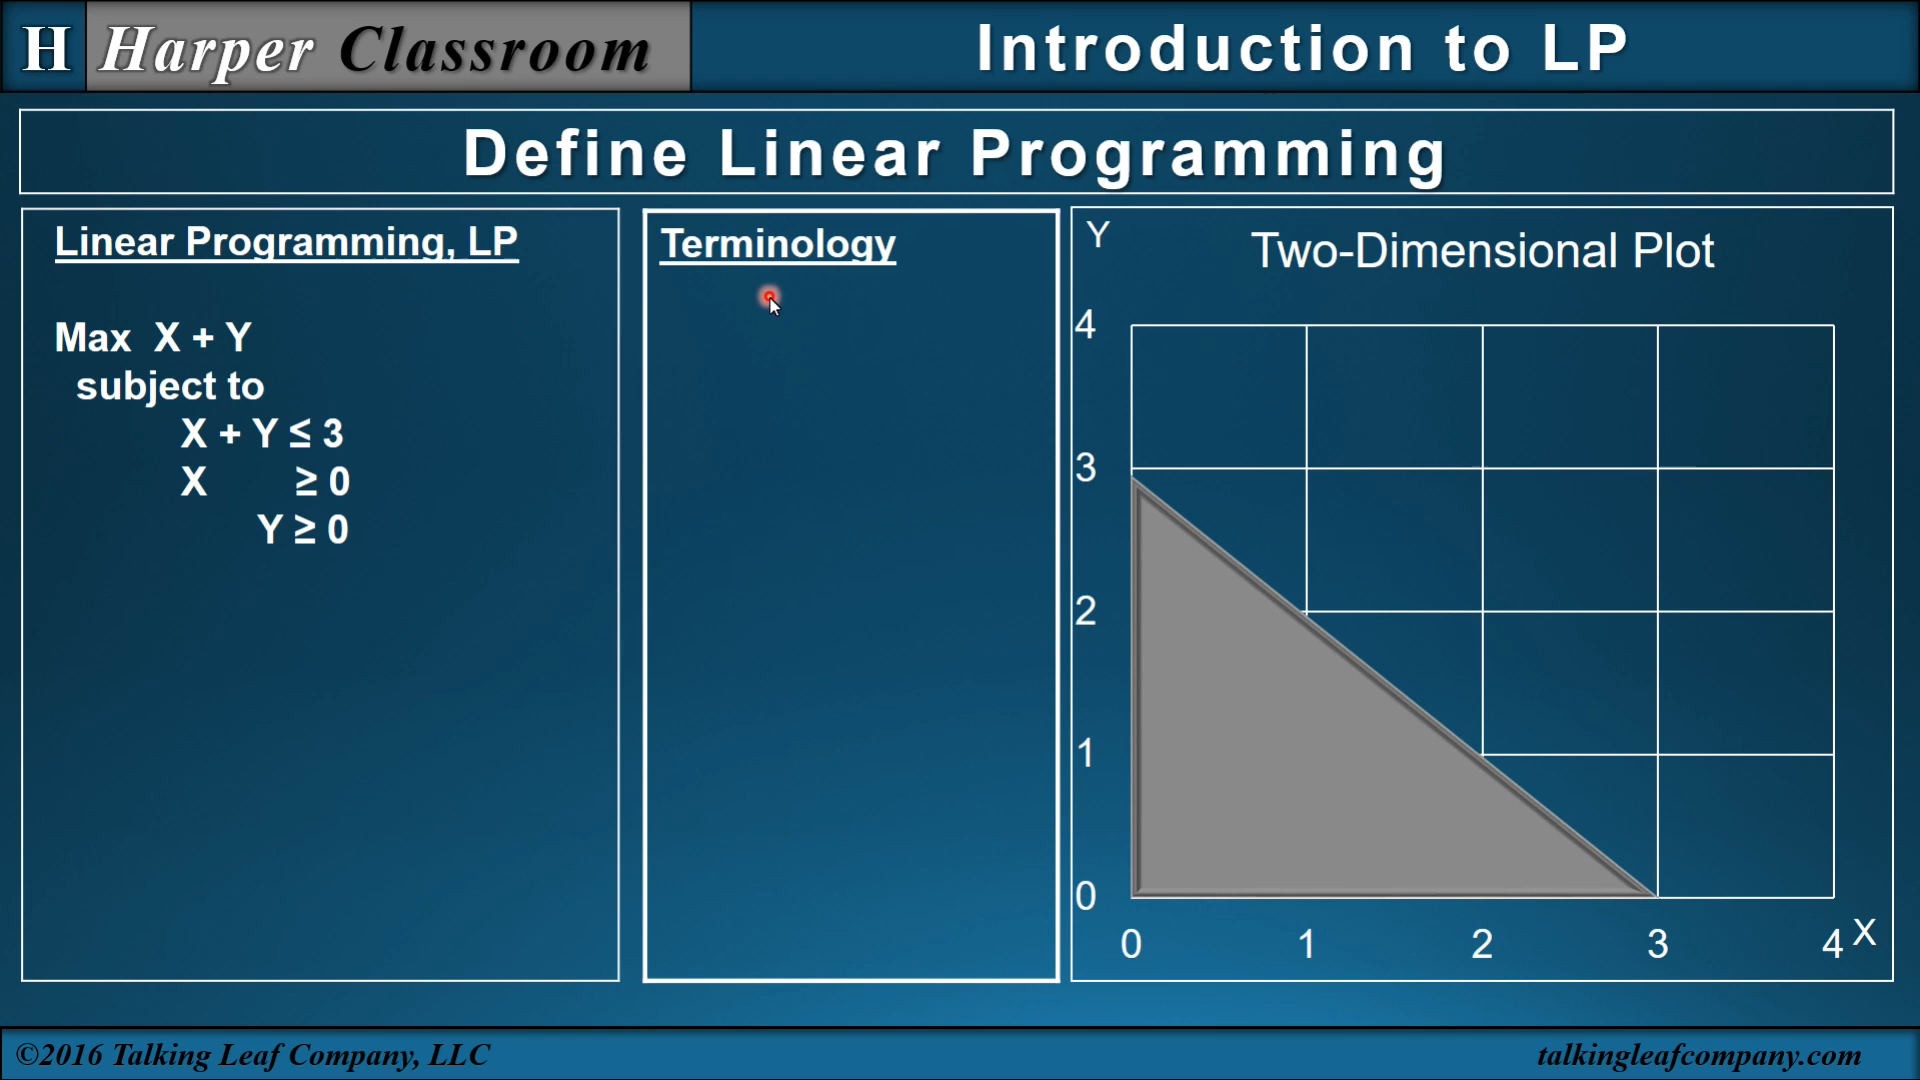 H Harper Classroom
Introduction to LP
Define Linear Programming
Linear Programming, LP
Max X + Y
subject to
X + Y ≤ 3
X ≥ 0
Y ≥ 0
Terminology
Y
Two-Dimensional Plot
4
3
2
1
0
0 1 2 3 4 X
©2016 Talking Leaf Company, LLC
talkingleafcompany.com